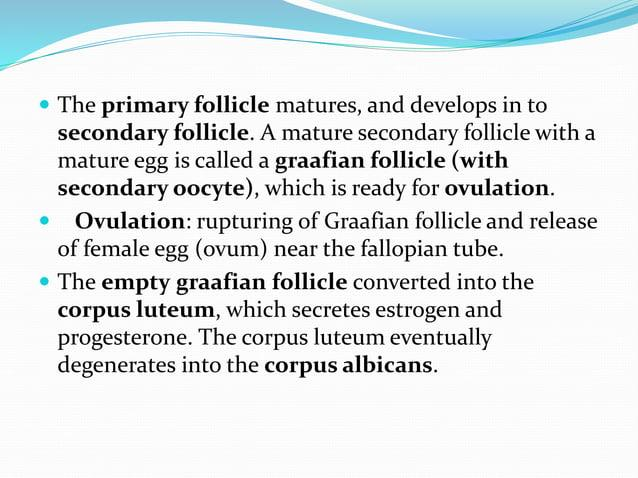 • The primary follicle matures, and develops in to
secondary follicle. A mature secondary follicle with a
mature egg is called a graafian follicle (with
secondary oocyte), which is ready for ovulation.
• Ovulation: rupturing of Graafian follicle and release
of female egg (ovum) near the fallopian tube.
• The empty graafian follicle converted into the
corpus luteum, which secretes estrogen and
progesterone. The corpus luteum eventually
degenerates into the corpus albicans.